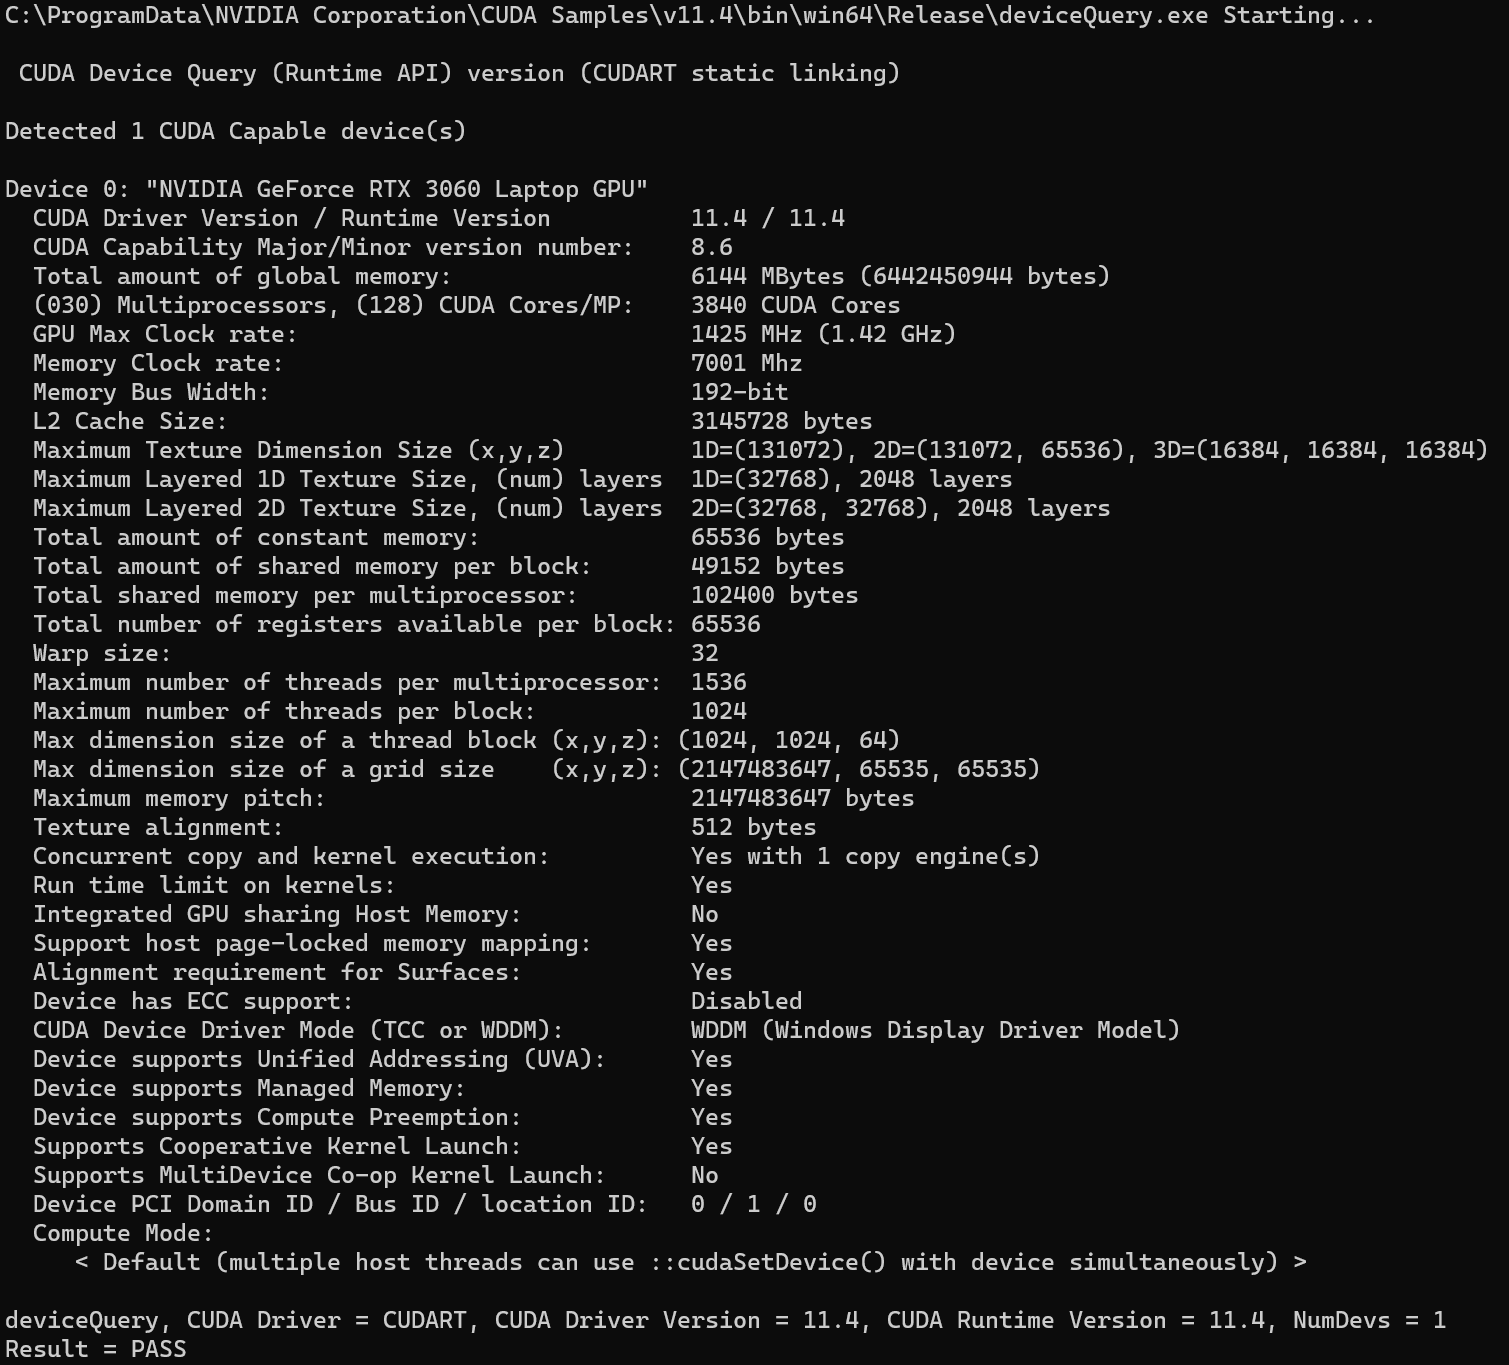 C:\ProgramData\NVIDIA Corporation\CUDA Samples\v11.4\bin\win64\Release\deviceQuery.exe Starting...
CUDA Device Query (Runtime API) version (CUDART static linking)
Detected 1 CUDA Capable device(s)
Device 0: "NVIDIA GeForce RTX 3060 Laptop GPU"
CUDA Driver Version / Runtime Version 11.4 / 11.4
CUDA Capability Major/Minor version number: 8.6
Total amount of global memory: 6144 MBytes (6442450944 bytes)
(030) Multiprocessors, (128) CUDA Cores/MP: 3840 CUDA Cores
GPU Max Clock rate: 1425 MHz (1.42 GHz)
Memory Clock rate: 7001 Mhz
Memory Bus Width: 192-bit
L2 Cache Size: 3145728 bytes
Maximum Texture Dimension Size (x,y,z) 1D=(131072), 2D=(131072, 65536), 3D=(16384, 16384, 16384)
Maximum Layered 1D Texture Size, (num) layers 1D=(32768), 2048 layers
Maximum Layered 2D Texture Size, (num) layers 2D=(32768, 32768), 2048 layers
Total amount of constant memory: 65536 bytes
Total amount of shared memory per block: 49152 bytes
Total shared memory per multiprocessor: 102400 bytes
Total number of registers available per block: 65536
Warp size: 32
Maximum number of threads per multiprocessor: 1536
Maximum number of threads per block: 1024
Max dimension size of a thread block (x,y,z): (1024, 1024, 64)
Max dimension size of a grid size (x,y,z): (2147483647, 65535, 65535)
Maximum memory pitch: 2147483647 bytes
Texture alignment: 512 bytes
Concurrent copy and kernel execution: Yes with 1 copy engine(s)
Run time limit on kernels: Yes
Integrated GPU sharing Host Memory: No
Support host page-locked memory mapping: Yes
Alignment requirement for Surfaces: Yes
Device has ECC support: Disabled
CUDA Device Driver Mode (TCC or WDDM): WDDM (Windows Display Driver Model)
Device supports Unified Addressing (UVA): Yes
Device supports Managed Memory: Yes
Device supports Compute Preemption: Yes
Supports Cooperative Kernel Launch: Yes
Supports MultiDevice Co-op Kernel Launch: No
Device PCI Domain ID / Bus ID / location ID: 0 / 1 / 0
Compute Mode:
< Default (multiple host threads can use ::cudaSetDevice() with device simultaneously) >
deviceQuery, CUDA Driver = CUDART, CUDA Driver Version = 11.4, CUDA Runtime Version = 11.4, NumDevs = 1
Result = PASS